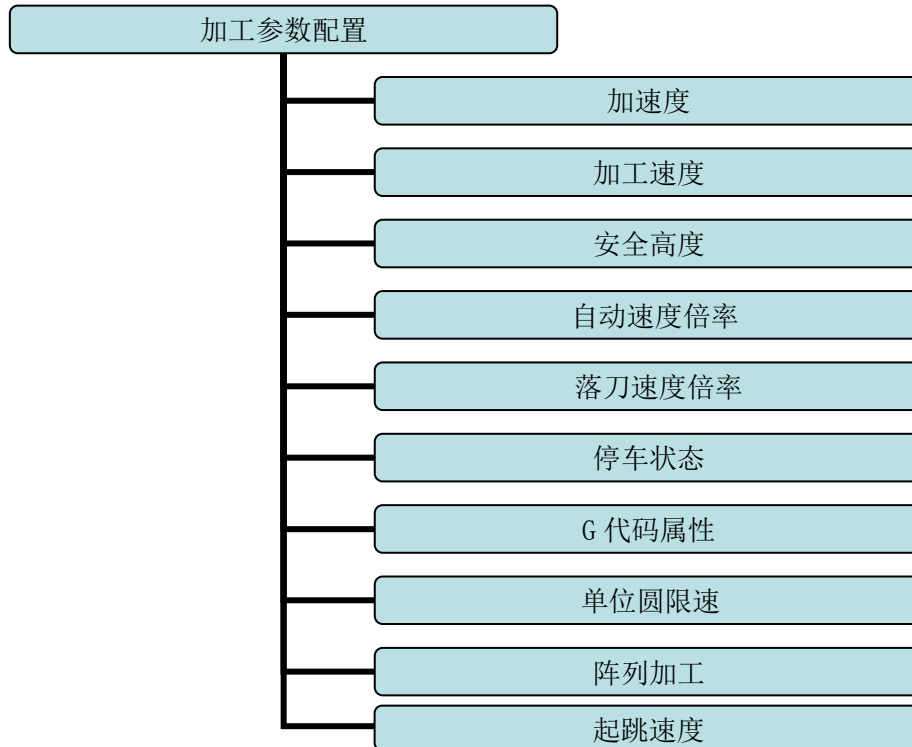 加工参数配置
加速度
加工速度
安全高度
自动速度倍率
落刀速度倍率
停车状态
G 代码属性
单位圆限速
阵列加工
起跳速度